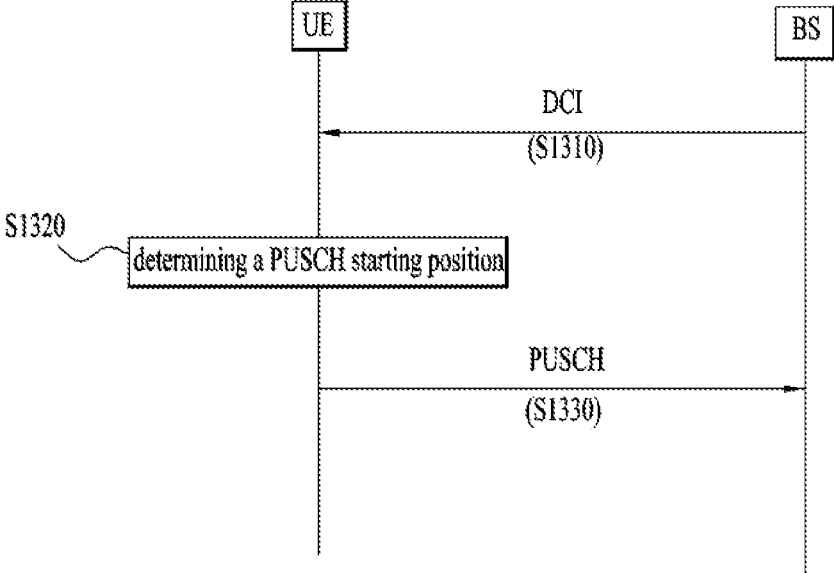 UE
BS
DCI
(S1310)
S1320
determining a PUSCH starting position
PUSCH
(S1330)